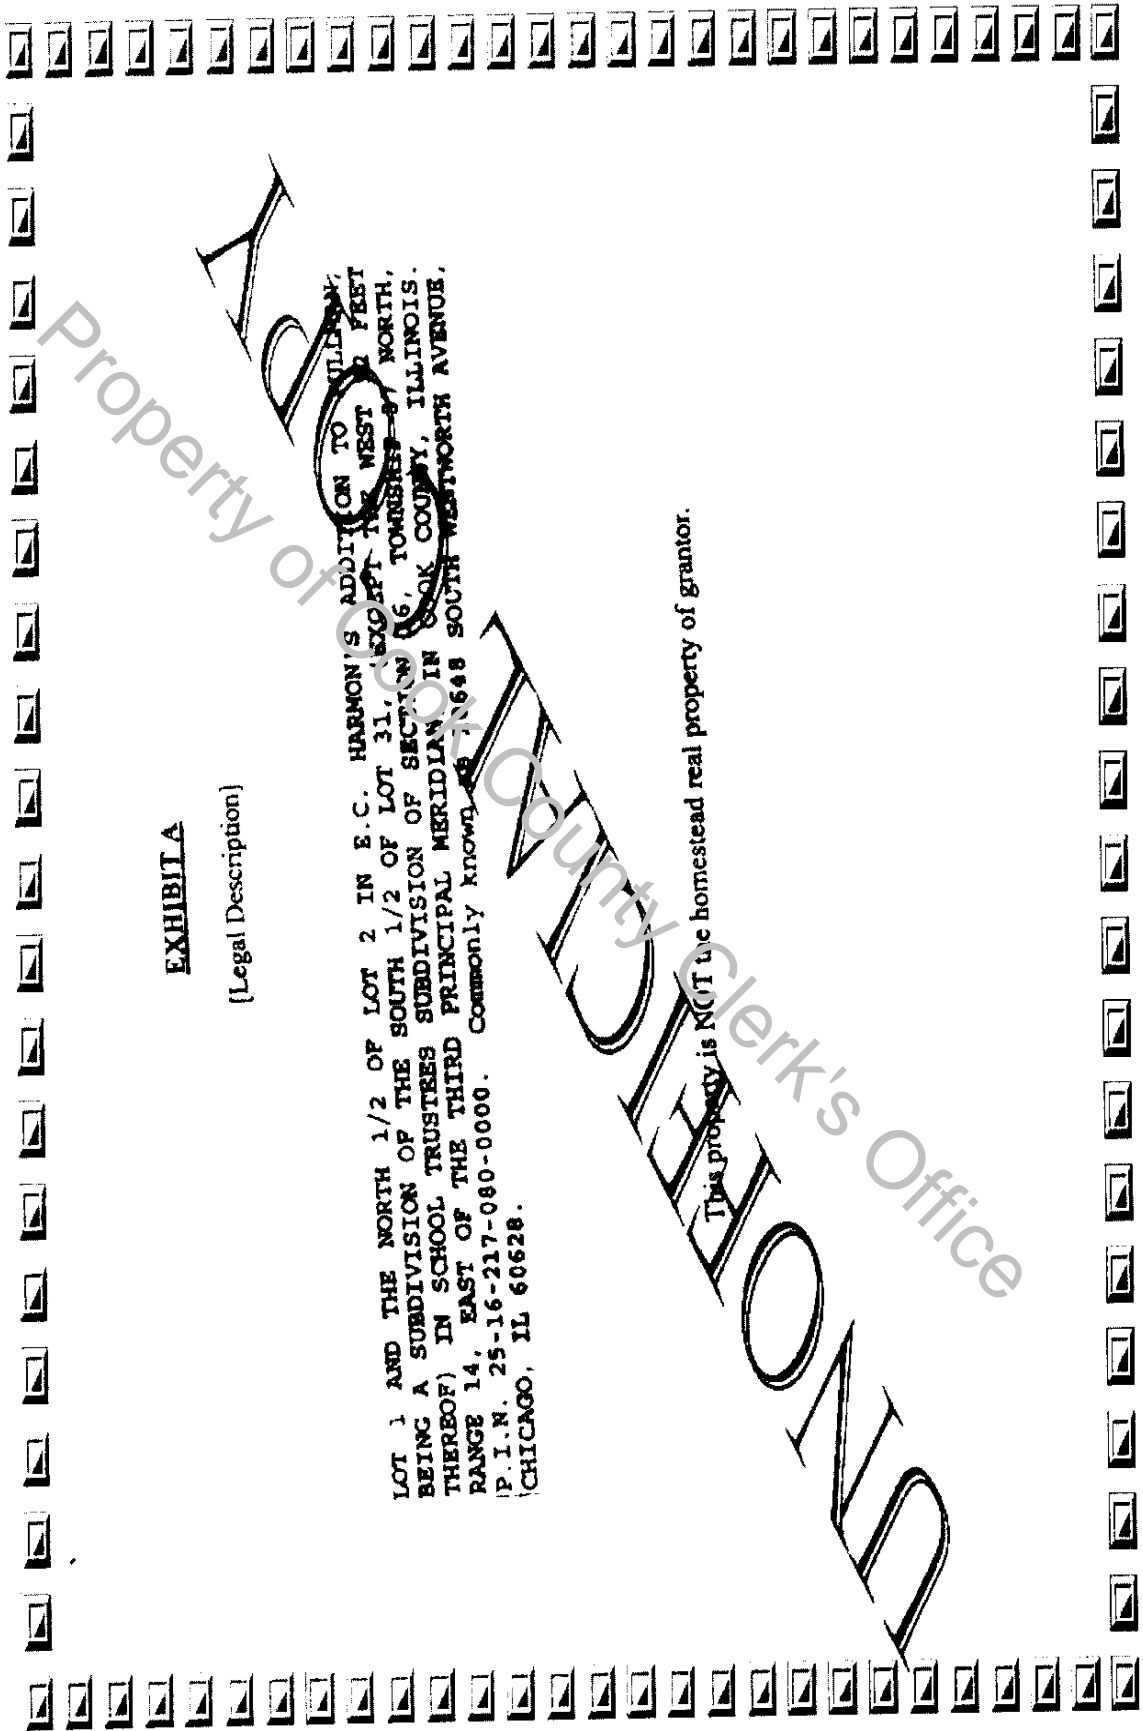 EXHIBIT A
[Legal Description]
LOT 1 AND THE NORTH 1/2 OF LOT 2 IN E.C. HARMON'S ADDITION TO
BEING A SUBDIVISION OF THE SOUTH 1/2 OF LOT 31, (EXCEPT THE WEST FEET
THEREOF) IN SCHOOL TRUSTEES SUBDIVISION OF SECTION TOWNSHIP NORTH,
RANGE 14, EAST OF THE THIRD PRINCIPAL MERIDIAN, IN COOK COUNTY, ILLINOIS.
P.I.N. 25-16-217-080-0000. Commonly known SOUTH WENTWORTH AVENUE,
CHICAGO, IL 60628.
This property is NOT the homestead real property of grantor.
Property of Cook County Clerk's Office